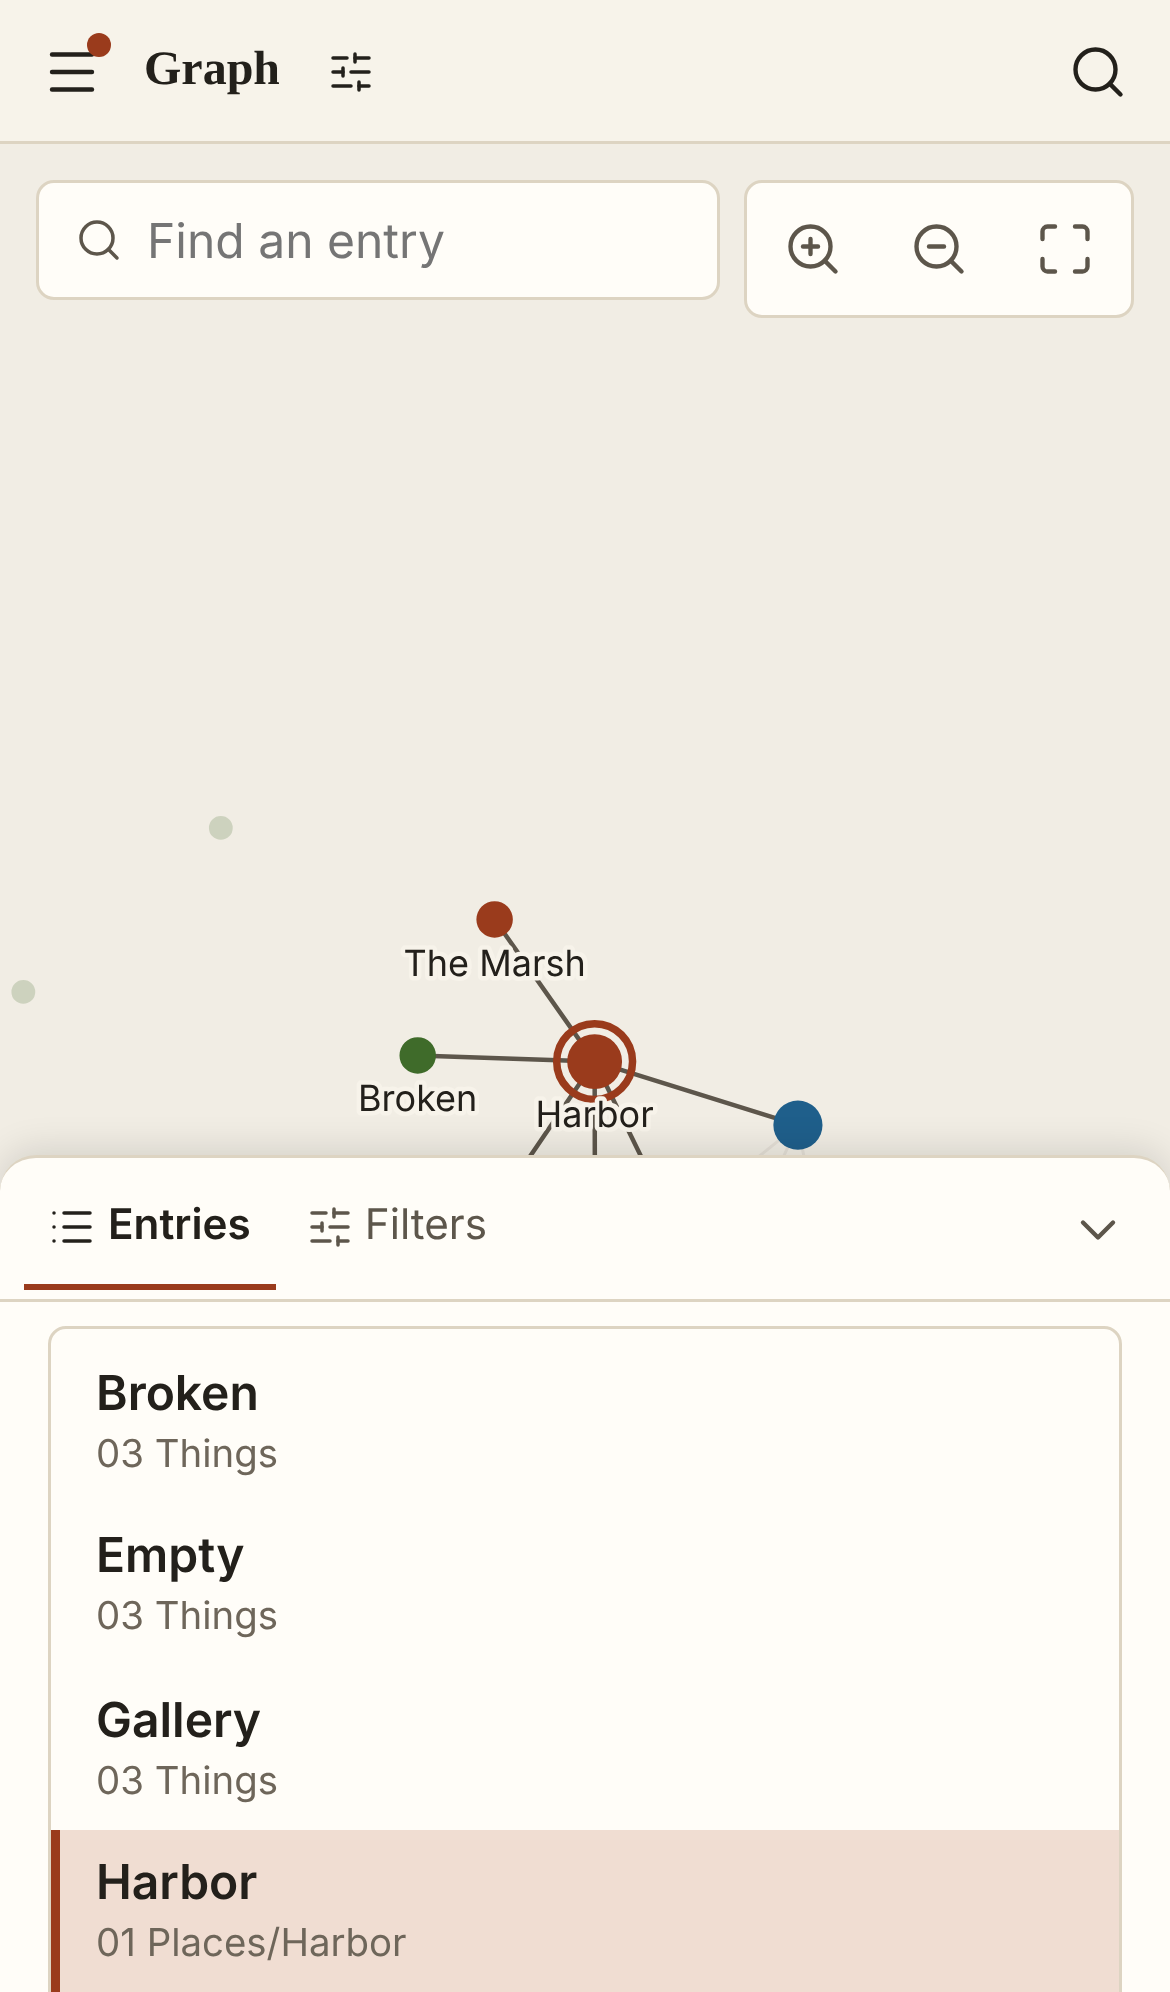 Graph
Find an entry
The Marsh
Broken
Harbor
Entries
Filters
Broken
03 Things
Empty
03 Things
Gallery
03 Things
Harbor
01 Places/Harbor